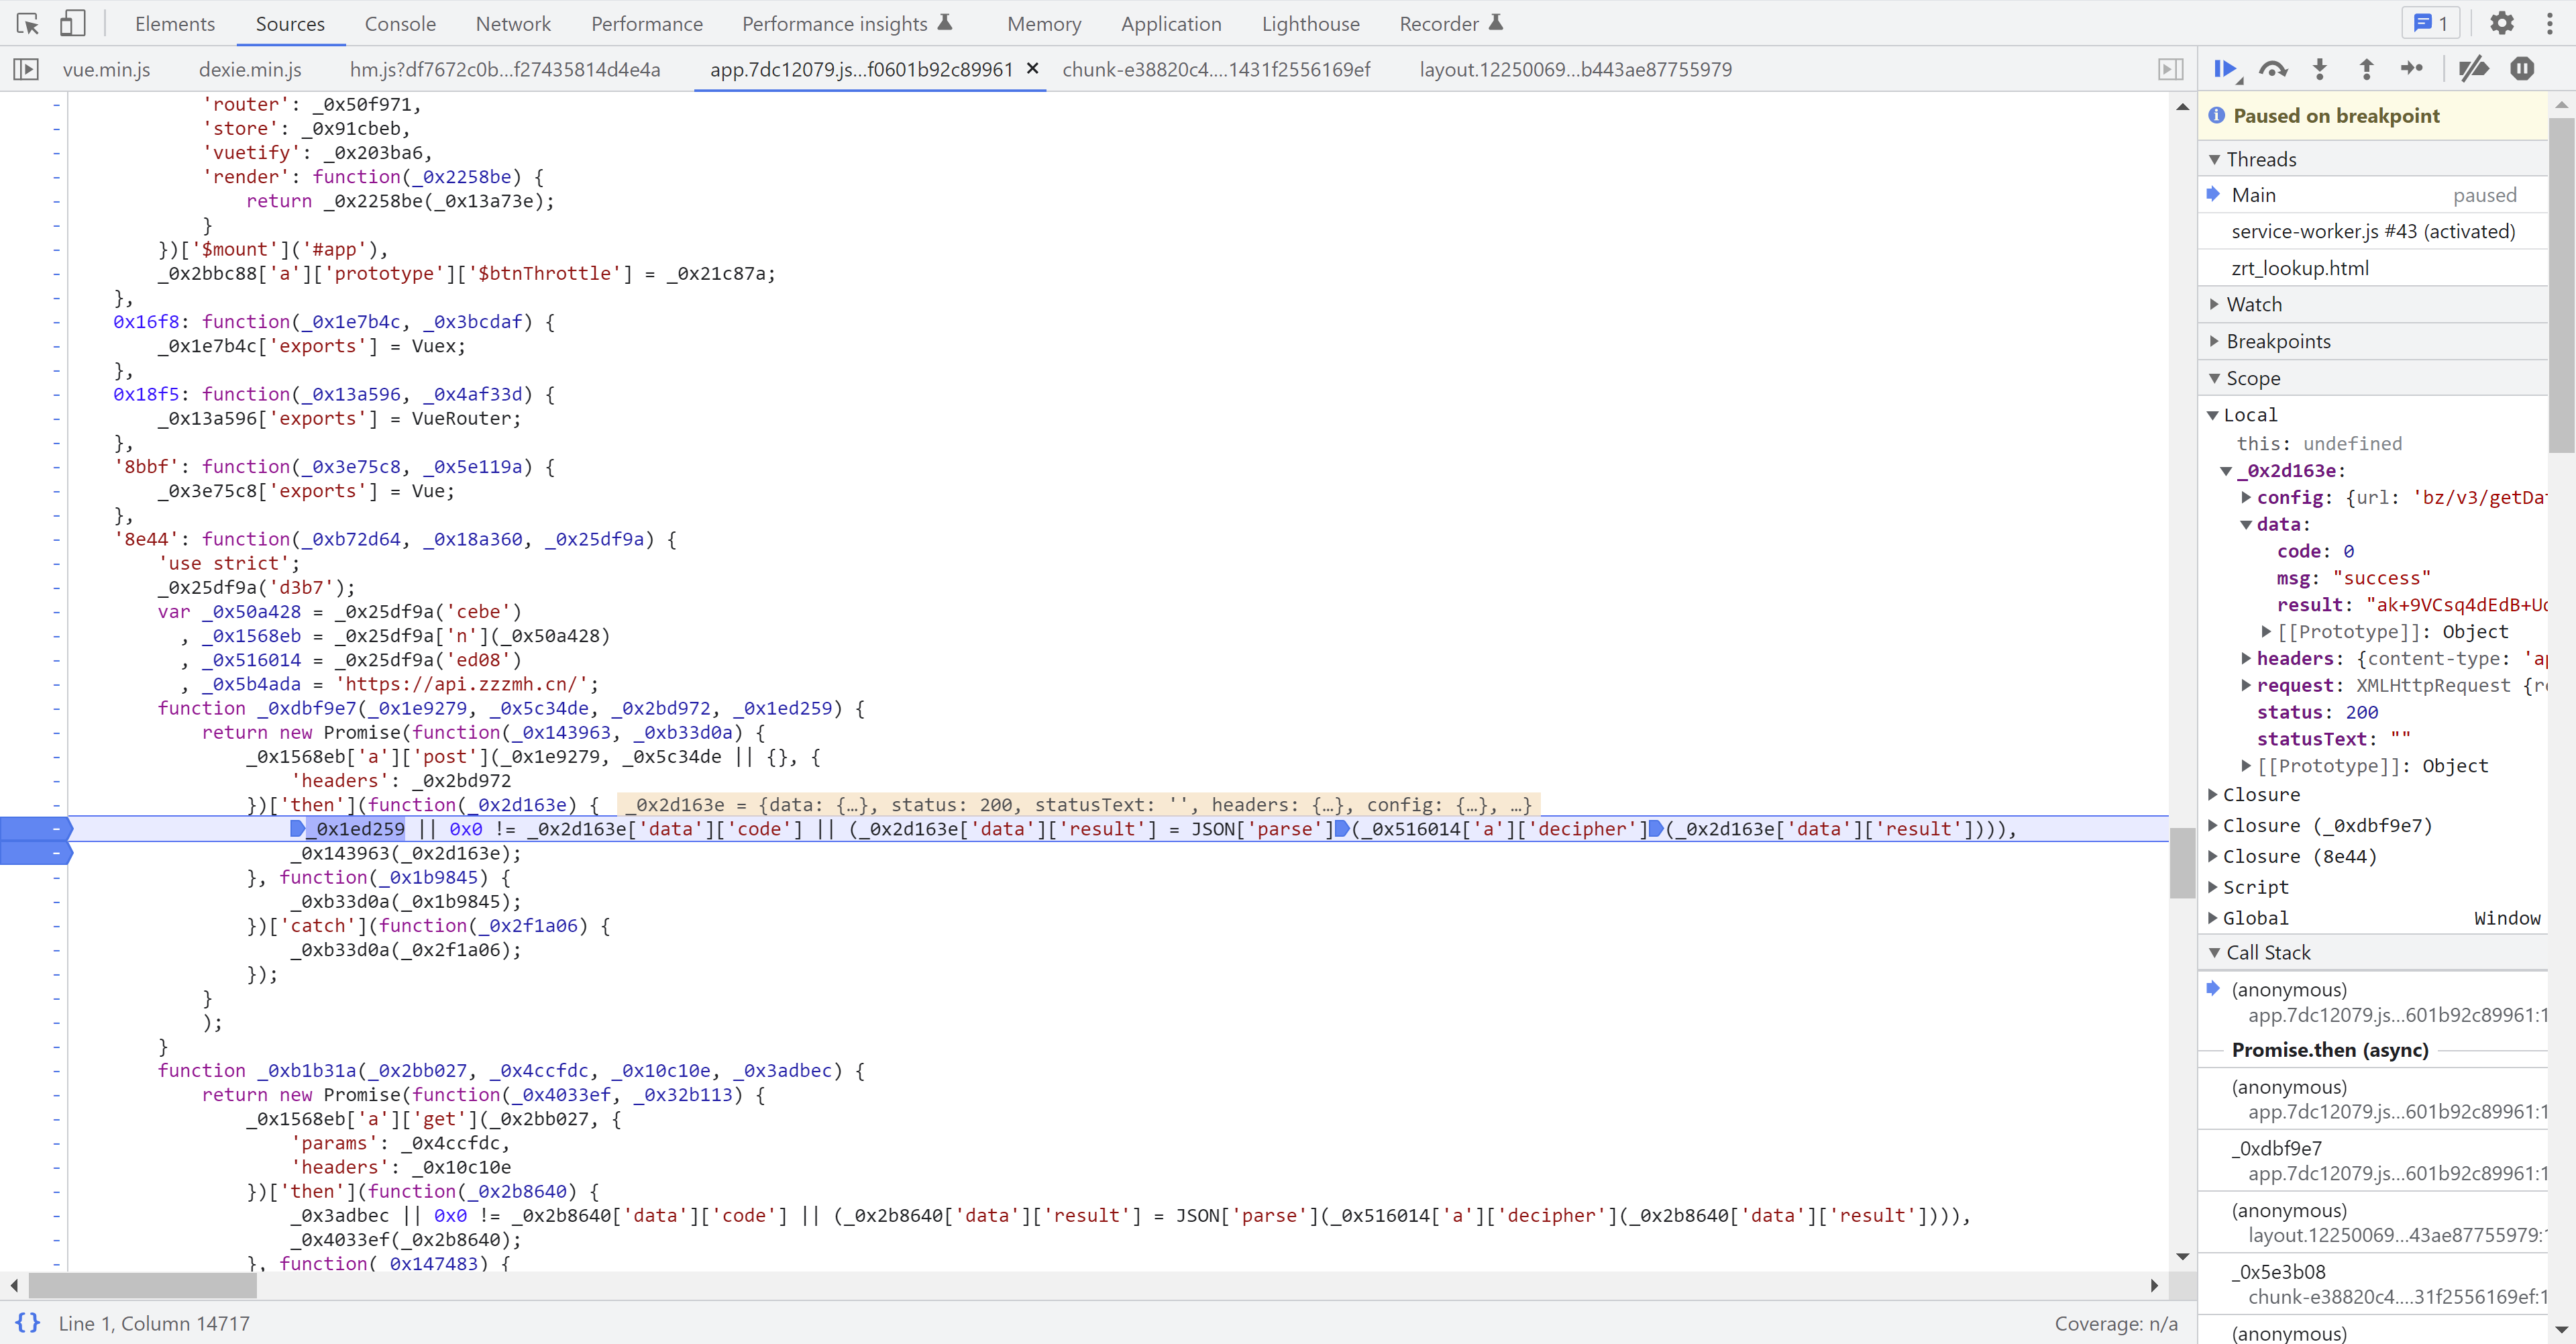 Elements Sources Console Network Performance Performance insights Memory Application Lighthouse Recorder 1
vue.min.js dexie.min.js hm.js?df7672c0b...f27435814d4e4a app.7dc12079.js...f0601b92c89961 × chunk-e38820c4....1431f2556169ef layout.12250069...b443ae87755979
'router': _0x50f971,
'store': _0x91cbeb,
'vuetify': _0x203ba6,
'render': function(_0x2258be) {
return _0x2258be(_0x13a73e);
}
})['$mount']('#app'),
_0x2bbc88['a']['prototype']['$btnThrottle'] = _0x21c87a;
},
0x16f8: function(_0x1e7b4c, _0x3bcdaf) {
_0x1e7b4c['exports'] = Vuex;
},
0x18f5: function(_0x13a596, _0x4af33d) {
_0x13a596['exports'] = VueRouter;
},
'8bbf': function(_0x3e75c8, _0x5e119a) {
_0x3e75c8['exports'] = Vue;
},
'8e44': function(_0xb72d64, _0x18a360, _0x25df9a) {
'use strict';
_0x25df9a('d3b7');
var _0x50a428 = _0x25df9a('cebe')
, _0x1568eb = _0x25df9a['n'](_0x50a428)
, _0x516014 = _0x25df9a('ed08')
, _0x5b4ada = 'https://api.zzzmh.cn/';
function _0xdbf9e7(_0x1e9279, _0x5c34de, _0x2bd972, _0x1ed259) {
return new Promise(function(_0x143963, _0xb33d0a) {
_0x1568eb['a']['post'](_0x1e9279, _0x5c34de || {}, {
'headers': _0x2bd972
})['then'](function(_0x2d163e) { _0x2d163e = {data: {…}, status: 200, statusText: '', headers: {…}, config: {…}, …}
_0x1ed259 || 0x0 != _0x2d163e['data']['code'] || (_0x2d163e['data']['result'] = JSON['parse'](_0x516014['a']['decipher'](_0x2d163e['data']['result']))),
_0x143963(_0x2d163e);
}, function(_0x1b9845) {
_0xb33d0a(_0x1b9845);
})['catch'](function(_0x2f1a06) {
_0xb33d0a(_0x2f1a06);
});
}
);
}
function _0xb1b31a(_0x2bb027, _0x4ccfdc, _0x10c10e, _0x3adbec) {
return new Promise(function(_0x4033ef, _0x32b113) {
_0x1568eb['a']['get'](_0x2bb027, {
'params': _0x4ccfdc,
'headers': _0x10c10e
})['then'](function(_0x2b8640) {
_0x3adbec || 0x0 != _0x2b8640['data']['code'] || (_0x2b8640['data']['result'] = JSON['parse'](_0x516014['a']['decipher'](_0x2b8640['data']['result']))),
_0x4033ef(_0x2b8640);
}, function(_0x147483) {
{} Line 1, Column 14717
Coverage: n/a
Paused on breakpoint
Threads
Main paused
service-worker.js #43 (activated)
zrt_lookup.html
Watch
Breakpoints
Scope
Local
this: undefined
_0x2d163e:
config: {url: 'bz/v3/getDa
data:
code: 0
msg: "success"
result: "ak+9VCsq4dEdB+U
[[Prototype]]: Object
headers: {content-type: 'a
request: XMLHttpRequest {r
status: 200
statusText: ""
[[Prototype]]: Object
Closure
Closure (_0xdbf9e7)
Closure (8e44)
Script
Global Window
Call Stack
(anonymous)
app.7dc12079.js...601b92c89961:1
Promise.then (async)
(anonymous)
app.7dc12079.js...601b92c89961:1
_0xdbf9e7
app.7dc12079.js...601b92c89961:1
(anonymous)
layout.12250069...43ae87755979:1
_0x5e3b08
chunk-e38820c4....31f2556169ef:1
(anonymous)